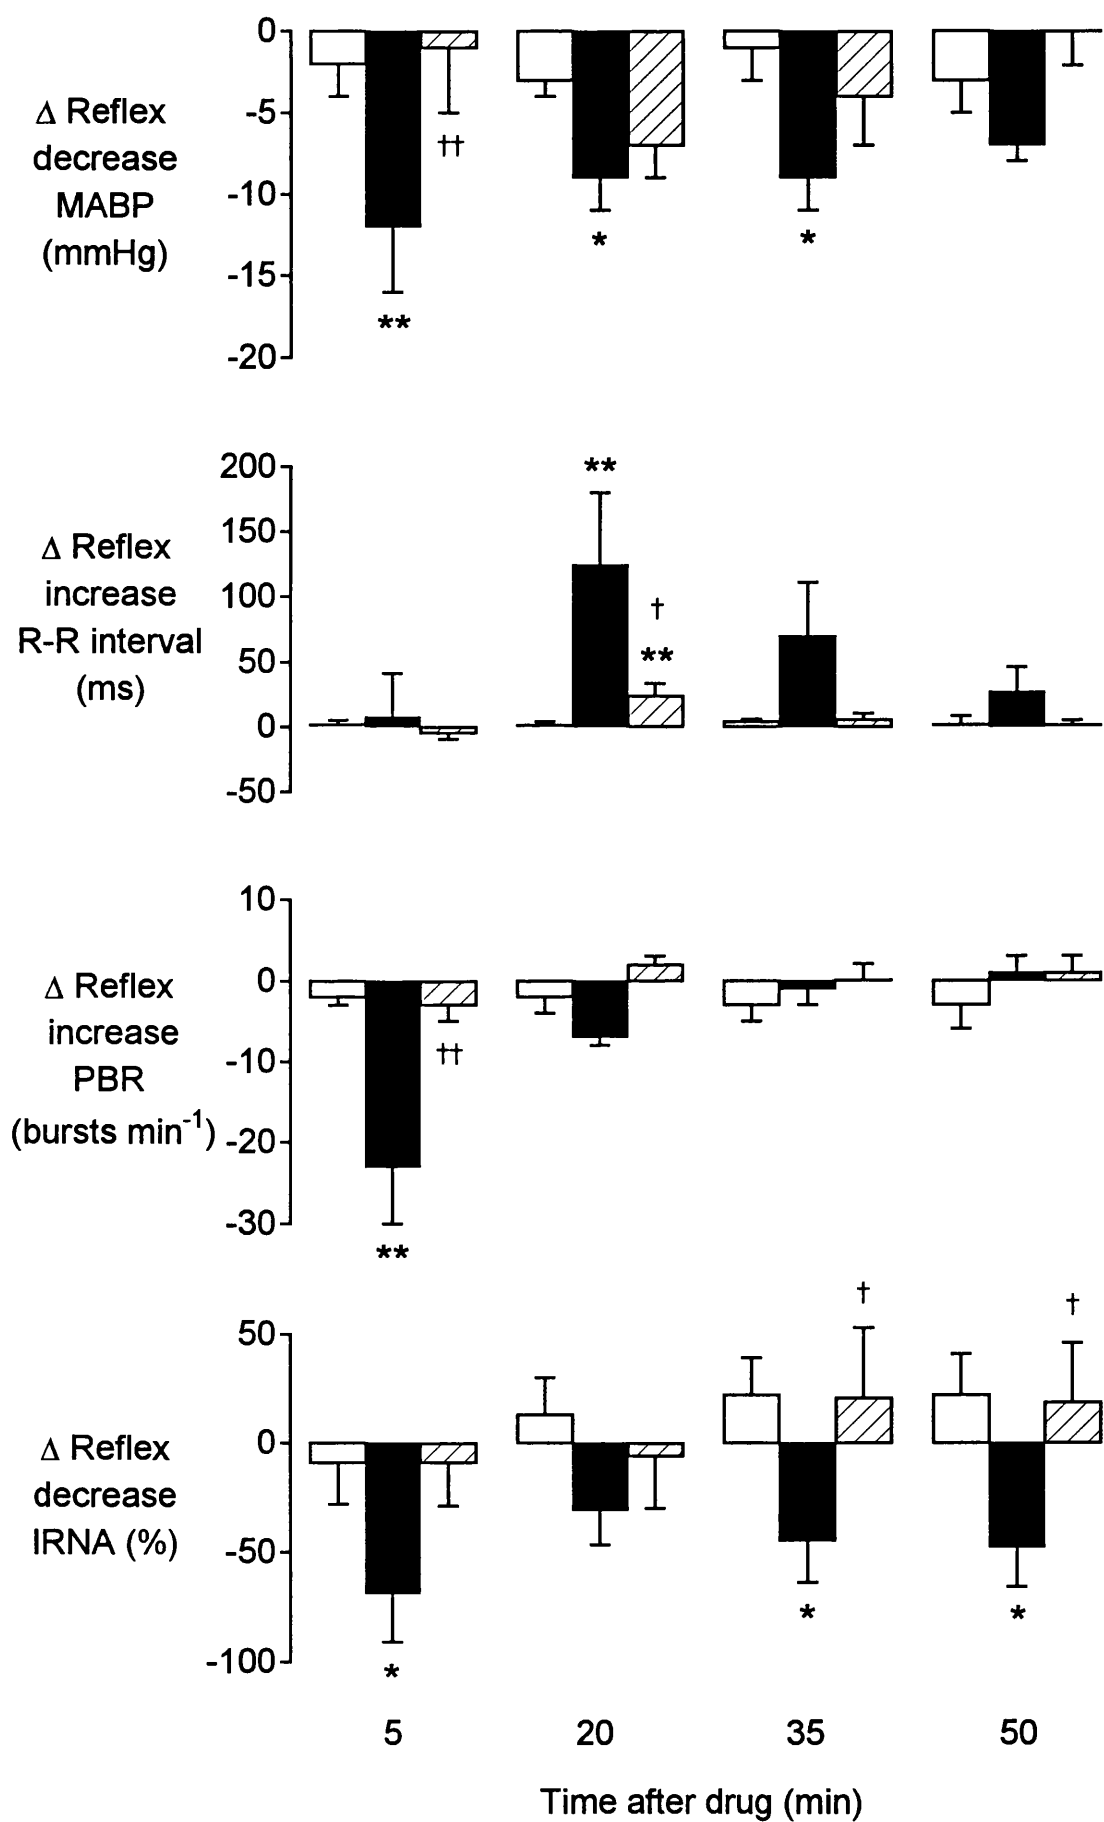 0
-5
-10
-15
-20
Δ Reflex
decrease
MABP
(mmHg)
††
*
*
**
200
150
100
50
0
-50
Δ Reflex
increase
R-R interval
(ms)
**
†
**
10
0
-10
-20
-30
Δ Reflex
increase
PBR
(bursts min⁻¹)
††
**
50
0
-50
-100
Δ Reflex
decrease
IRNA (%)
†
†
*
*
*
5 20 35 50
Time after drug (min)